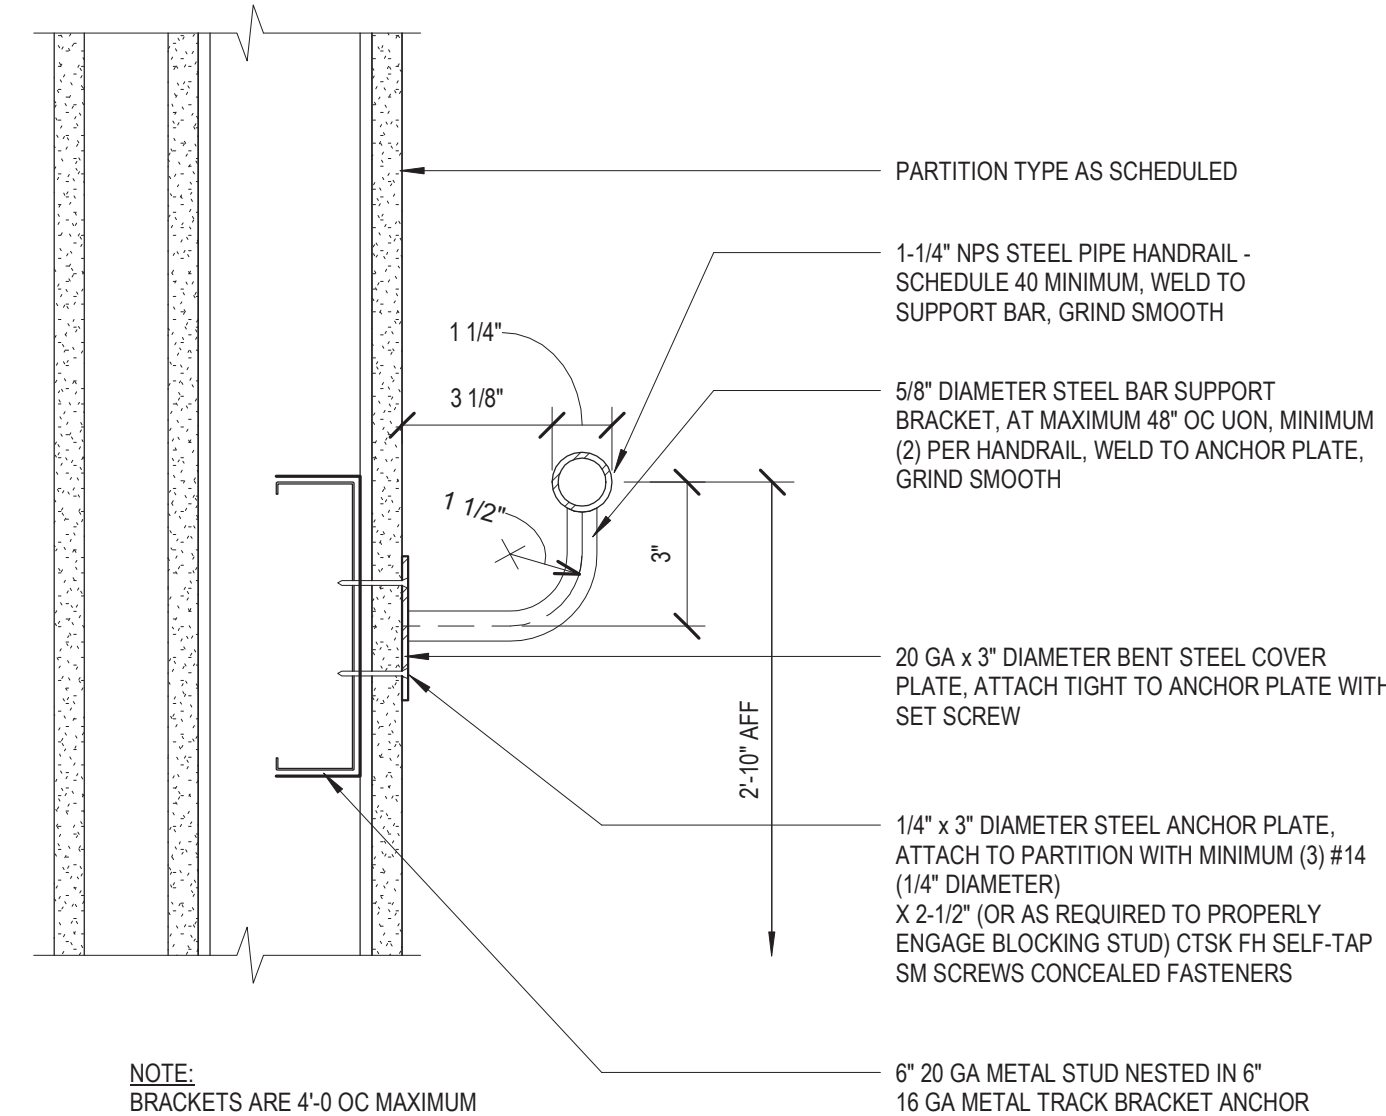 PARTITION TYPE AS SCHEDULED
1-1/4" NPS STEEL PIPE HANDRAIL -
SCHEDULE 40 MINIMUM, WELD TO
SUPPORT BAR, GRIND SMOOTH
1 1/4"
3 1/8"
5/8" DIAMETER STEEL BAR SUPPORT
BRACKET, AT MAXIMUM 48" OC UON, MINIMUM
(2) PER HANDRAIL, WELD TO ANCHOR PLATE,
GRIND SMOOTH
1 1/2"
3"
20 GA x 3" DIAMETER BENT STEEL COVER
PLATE, ATTACH TIGHT TO ANCHOR PLATE WITH
SET SCREW
2'-10" AFF
1/4" x 3" DIAMETER STEEL ANCHOR PLATE,
ATTACH TO PARTITION WITH MINIMUM (3) #14
(1/4" DIAMETER)
X 2-1/2" (OR AS REQUIRED TO PROPERLY
ENGAGE BLOCKING STUD) CTSK FH SELF-TAP
SM SCREWS CONCEALED FASTENERS
6" 20 GA METAL STUD NESTED IN 6"
16 GA METAL TRACK BRACKET ANCHOR
NOTE:
BRACKETS ARE 4'-0 OC MAXIMUM